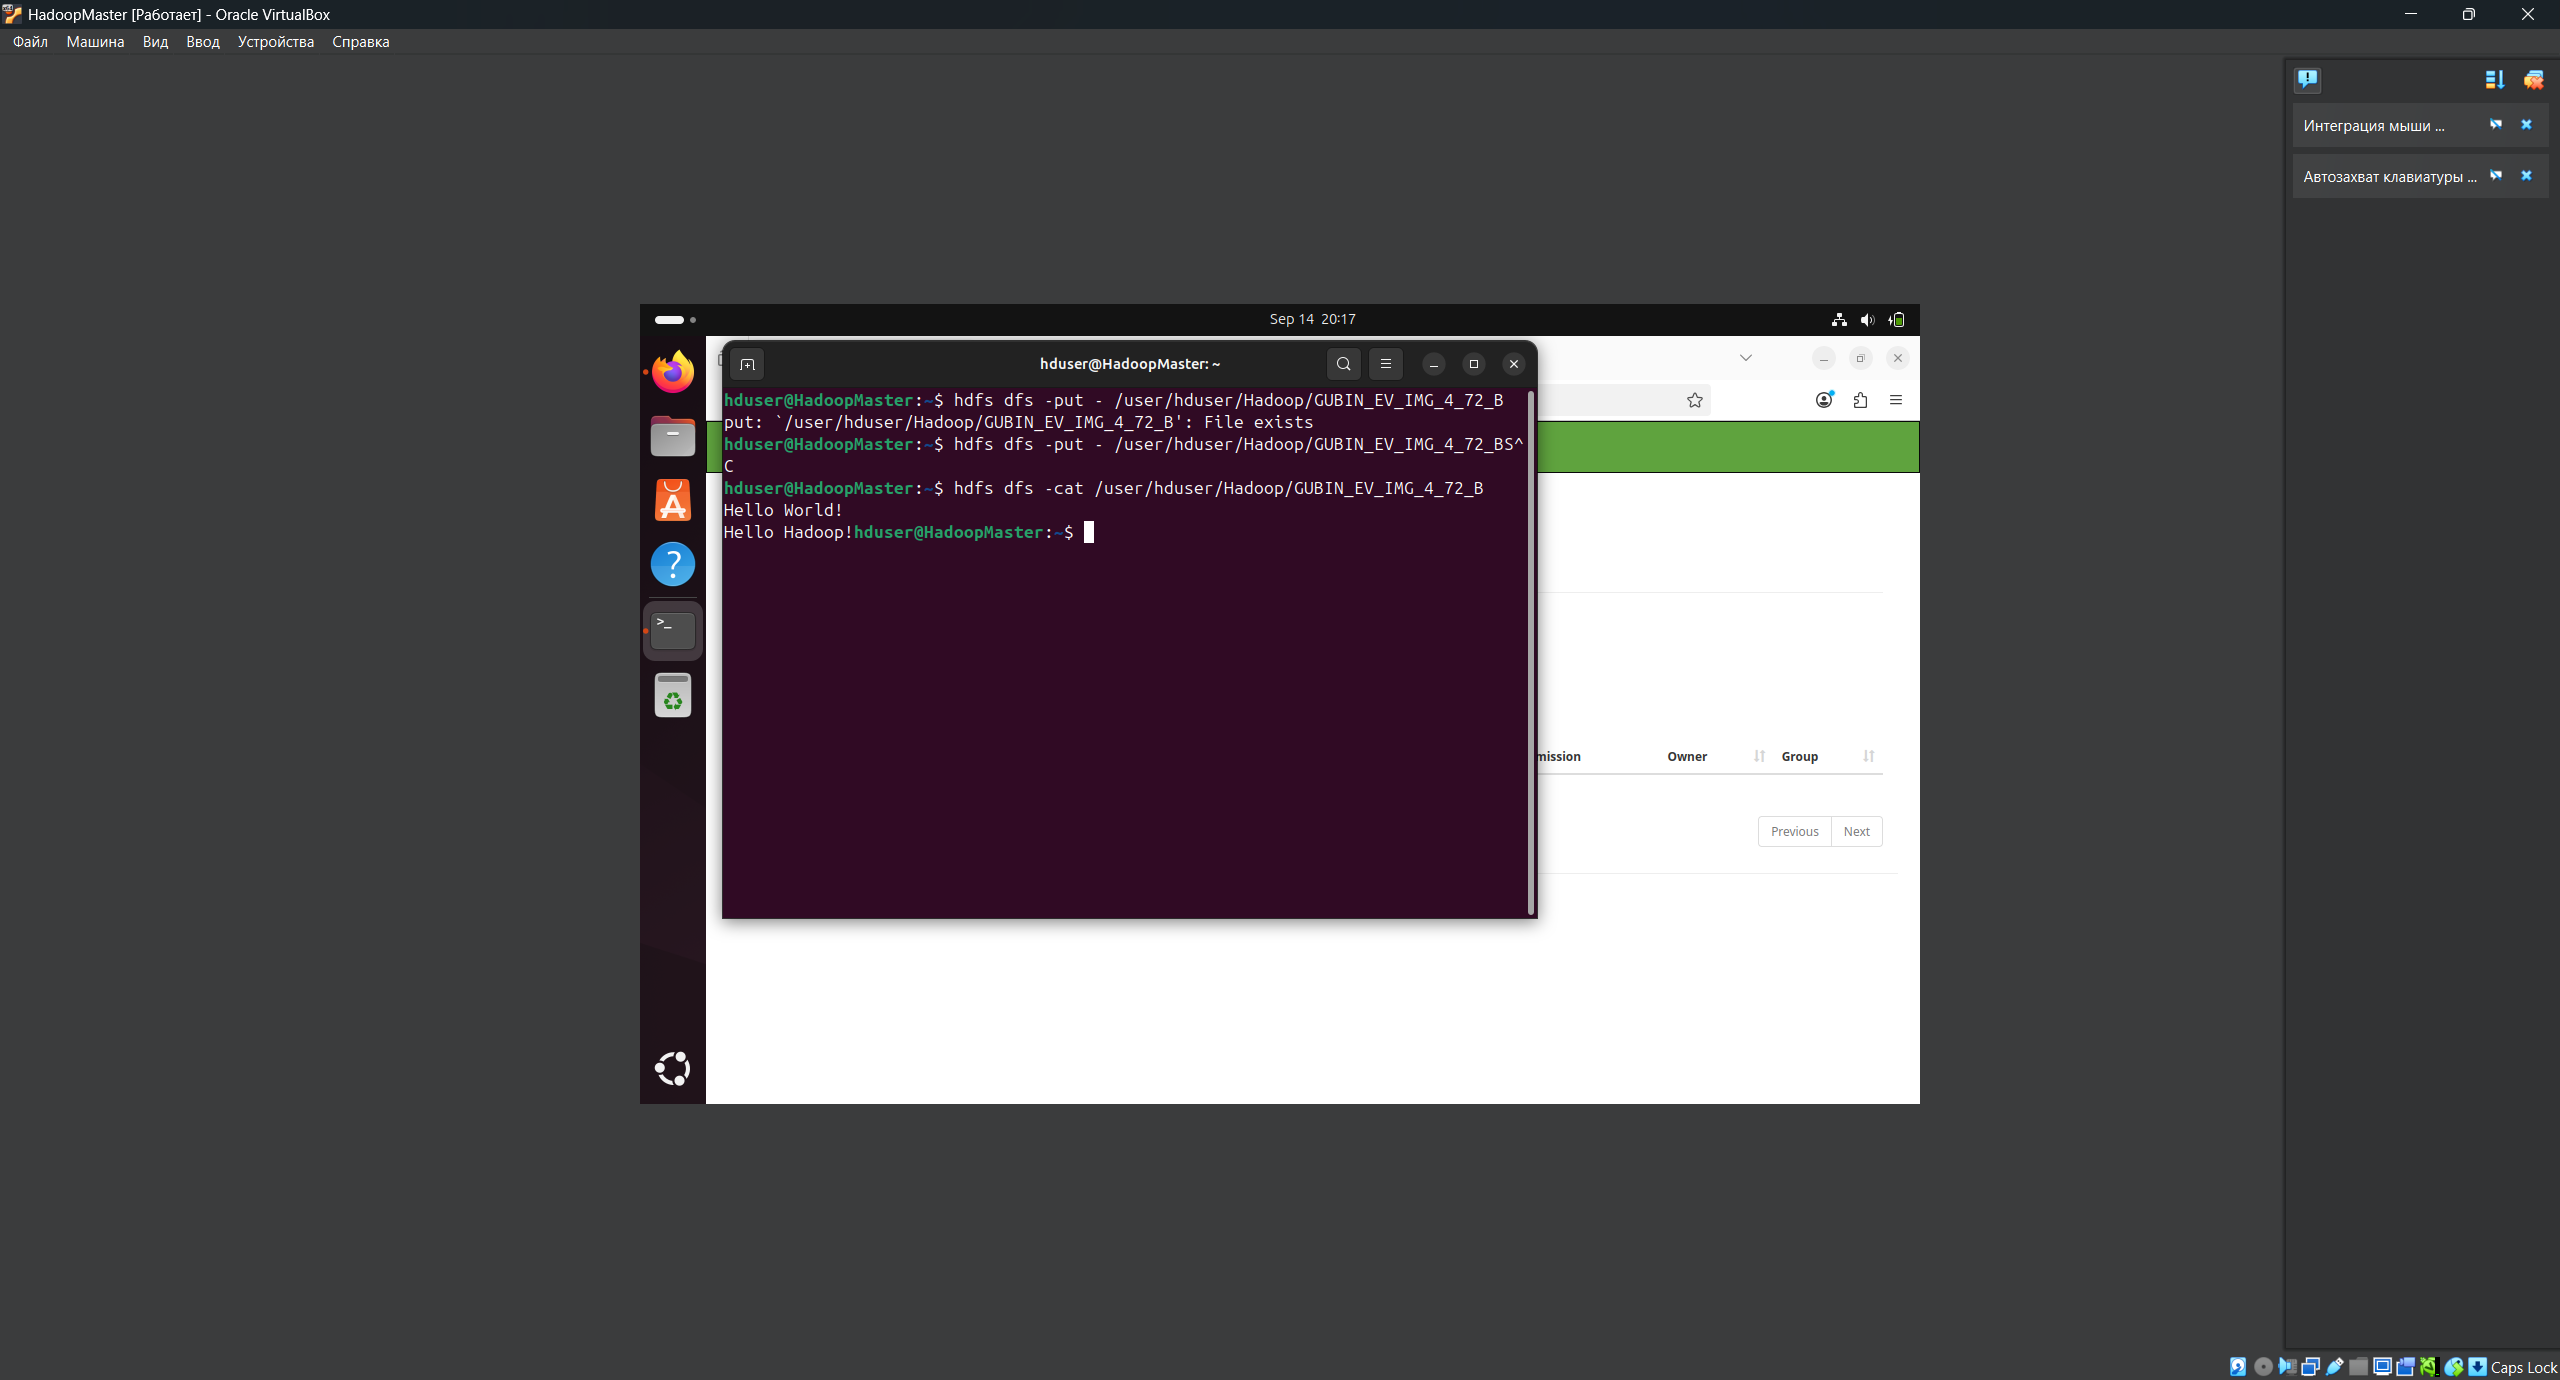 HadoopMaster [Работает] - Oracle VirtualBox
Файл Машина Вид Ввод Устройства Справка
Интеграция мыши ...
Автозахват клавиатуры ...
Sep 14 20:17
hduser@HadoopMaster: ~
hduser@HadoopMaster:~$ hdfs dfs -put - /user/hduser/Hadoop/GUBIN_EV_IMG_4_72_B
put: `/user/hduser/Hadoop/GUBIN_EV_IMG_4_72_B': File exists
hduser@HadoopMaster:~$ hdfs dfs -put - /user/hduser/Hadoop/GUBIN_EV_IMG_4_72_BS^
C
hduser@HadoopMaster:~$ hdfs dfs -cat /user/hduser/Hadoop/GUBIN_EV_IMG_4_72_B
Hello World!
Hello Hadoop!hduser@HadoopMaster:~$
mission Owner Group
Previous Next
Caps Lock